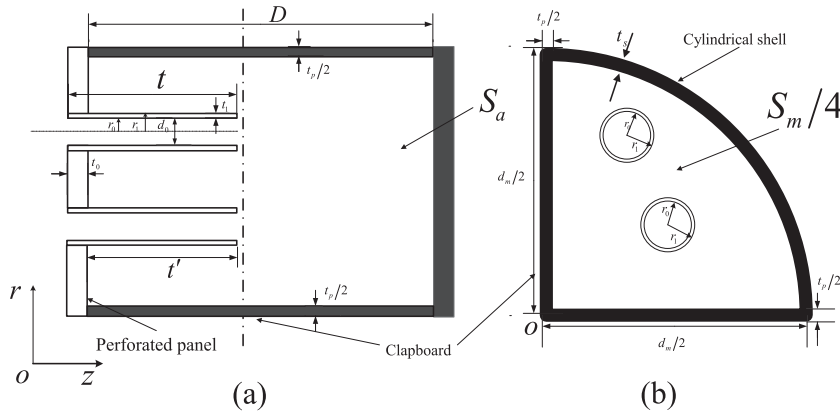 D
t_p/2
t
t_1
r_0
r_1
d_0
S_a
t_0
t'
t_p/2
r
Perforated panel
Clapboard
o
z
(a)
t_p/2
t_s
Cylindrical shell
S_m/4
r_0
r_1
d_m/2
r_0
r_1
t_p/2
o
d_m/2
(b)